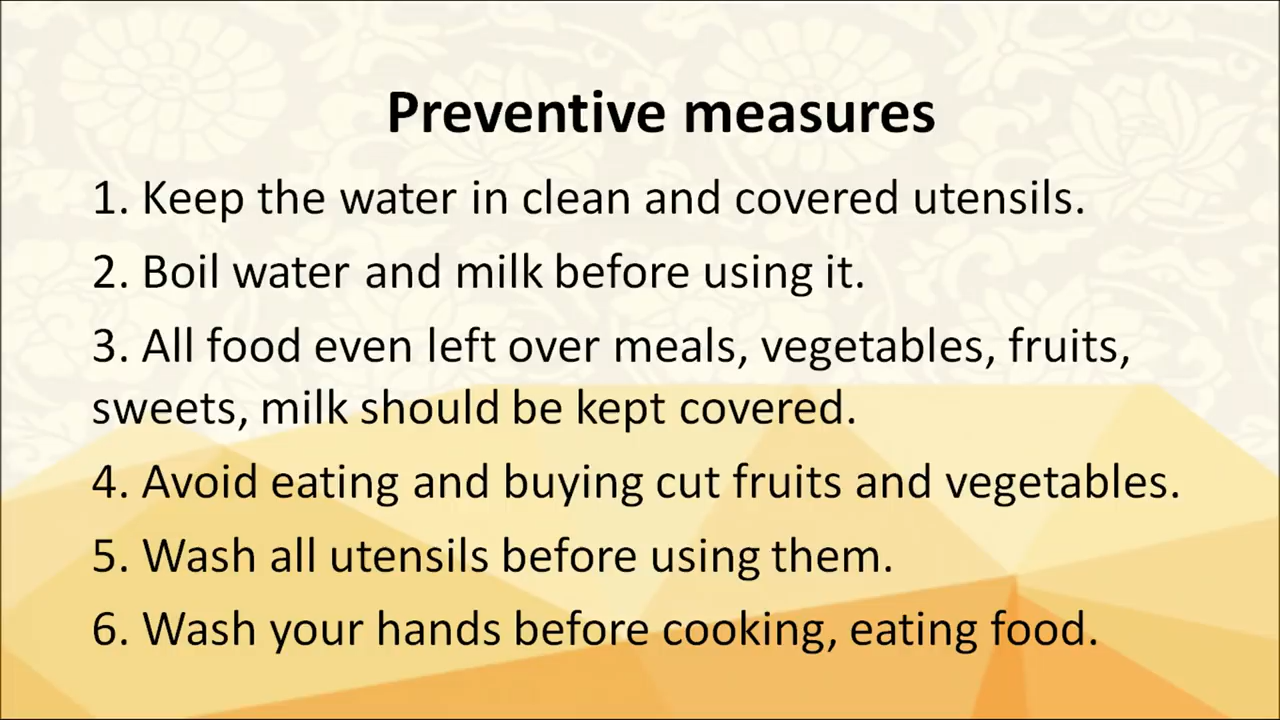 Preventive measures
1. Keep the water in clean and covered utensils.
2. Boil water and milk before using it.
3. All food even left over meals, vegetables, fruits,
sweets, milk should be kept covered.
4. Avoid eating and buying cut fruits and vegetables.
5. Wash all utensils before using them.
6. Wash your hands before cooking, eating food.